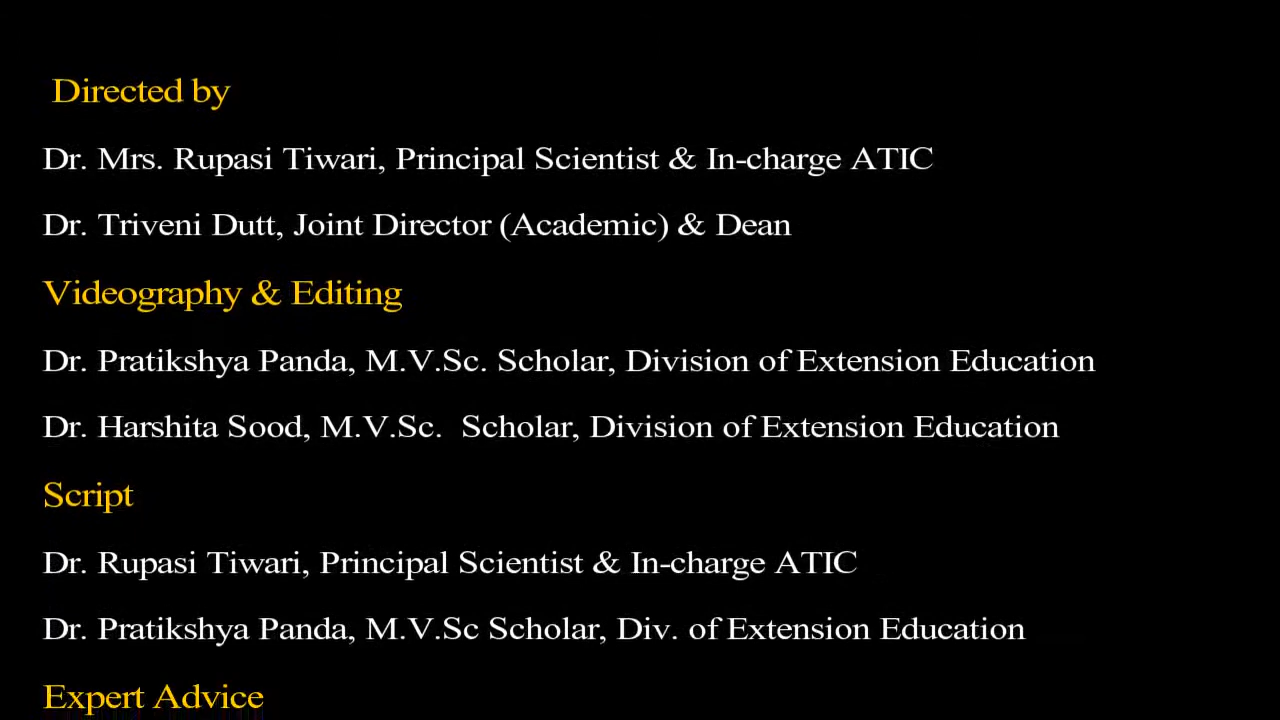 Directed by
Dr. Mrs. Rupasi Tiwari, Principal Scientist & In-charge ATIC
Dr. Triveni Dutt, Joint Director (Academic) & Dean
Videography & Editing
Dr. Pratikshya Panda, M.V.Sc. Scholar, Division of Extension Education
Dr. Harshita Sood, M.V.Sc.  Scholar, Division of Extension Education
Script
Dr. Rupasi Tiwari, Principal Scientist & In-charge ATIC
Dr. Pratikshya Panda, M.V.Sc Scholar, Div. of Extension Education
Expert Advice